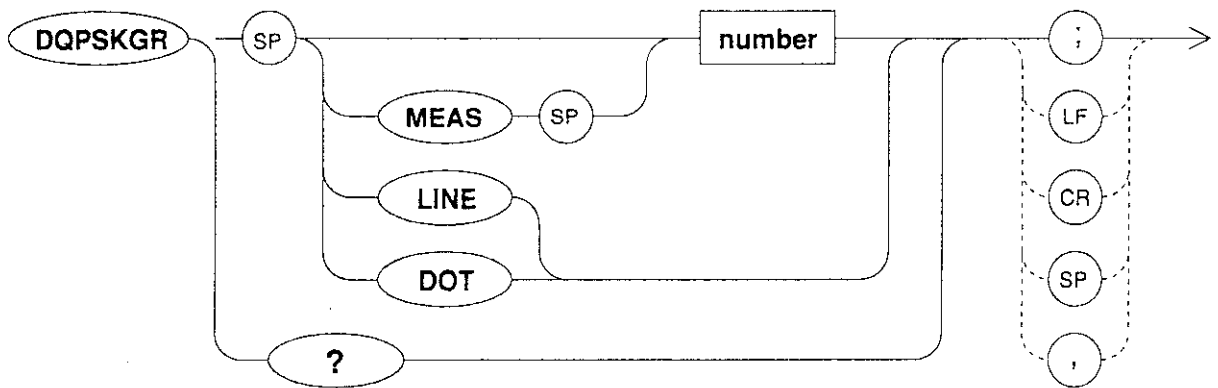 DQPSKGR SP number ;
MEAS SP LF
LINE CR
DOT SP
? ,